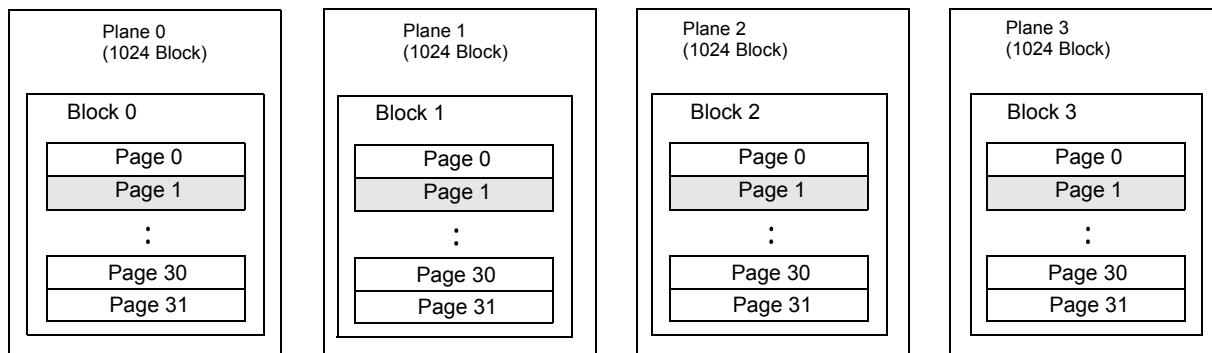 Plane 0
(1024 Block)
Block 0
Page 0
Page 1
:
Page 30
Page 31
Plane 1
(1024 Block)
Block 1
Page 0
Page 1
:
Page 30
Page 31
Plane 2
(1024 Block)
Block 2
Page 0
Page 1
:
Page 30
Page 31
Plane 3
(1024 Block)
Block 3
Page 0
Page 1
:
Page 30
Page 31